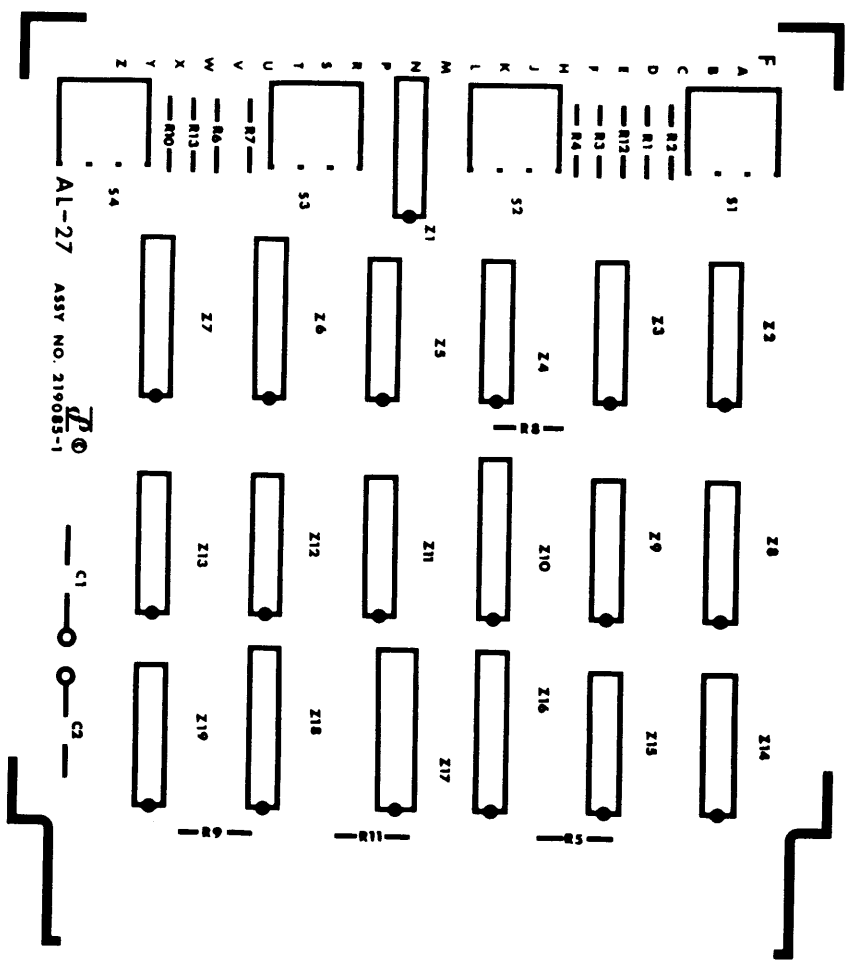 F
A B C D E F H J K L M N P R S T U V W X Y Z
R2
R1
R12
R3
R4
R7
R6
R13
R10
S1
S2
S3
S4
Z1
Z2
Z3
Z4
Z5
Z6
Z7
R8
Z8
Z9
Z10
Z11
Z12
Z13
Z14
Z15
Z16
Z17
Z18
Z19
R5
R11
R9
C1
C2
AL-27 ASSY NO. 219085-1
©